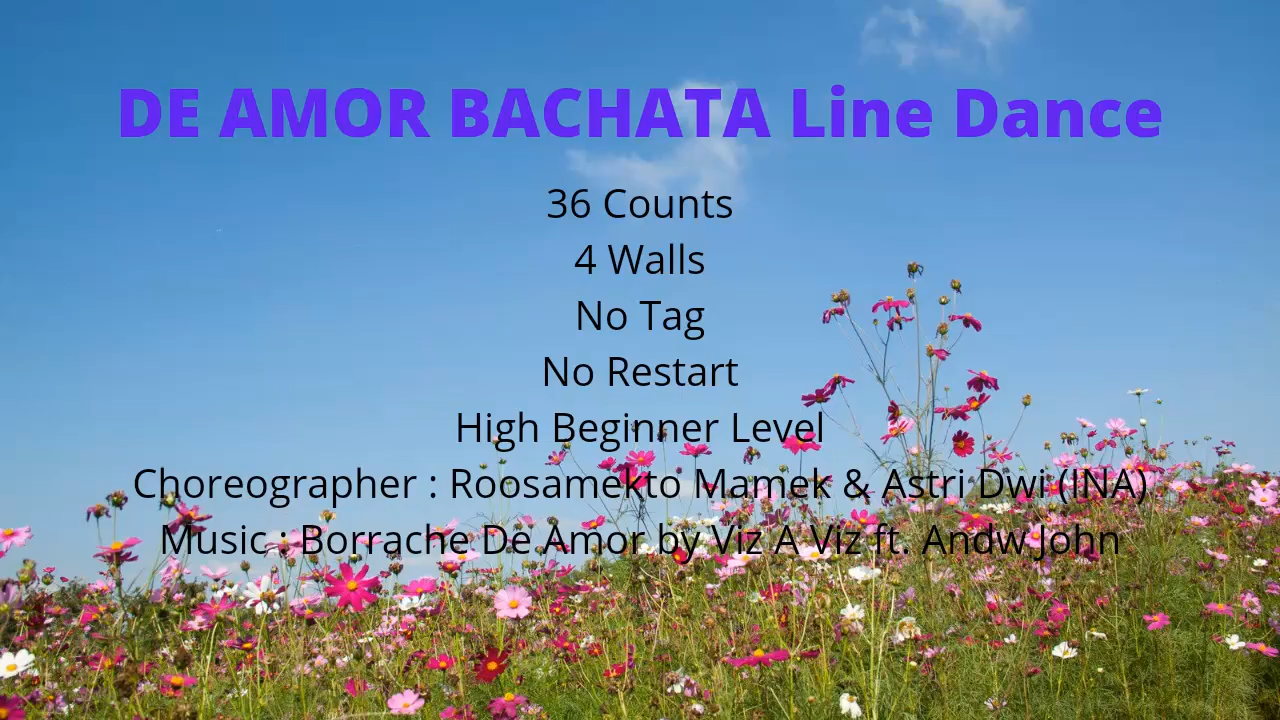 DE AMOR BACHATA Line Dance
36 Counts
4 Walls
No Tag
No Restart
High Beginner Level
Choreographer : Roosamekto Mamek & Astri Dwi (INA)
Music : Borrache De Amor by Viz A Viz ft. Andw John